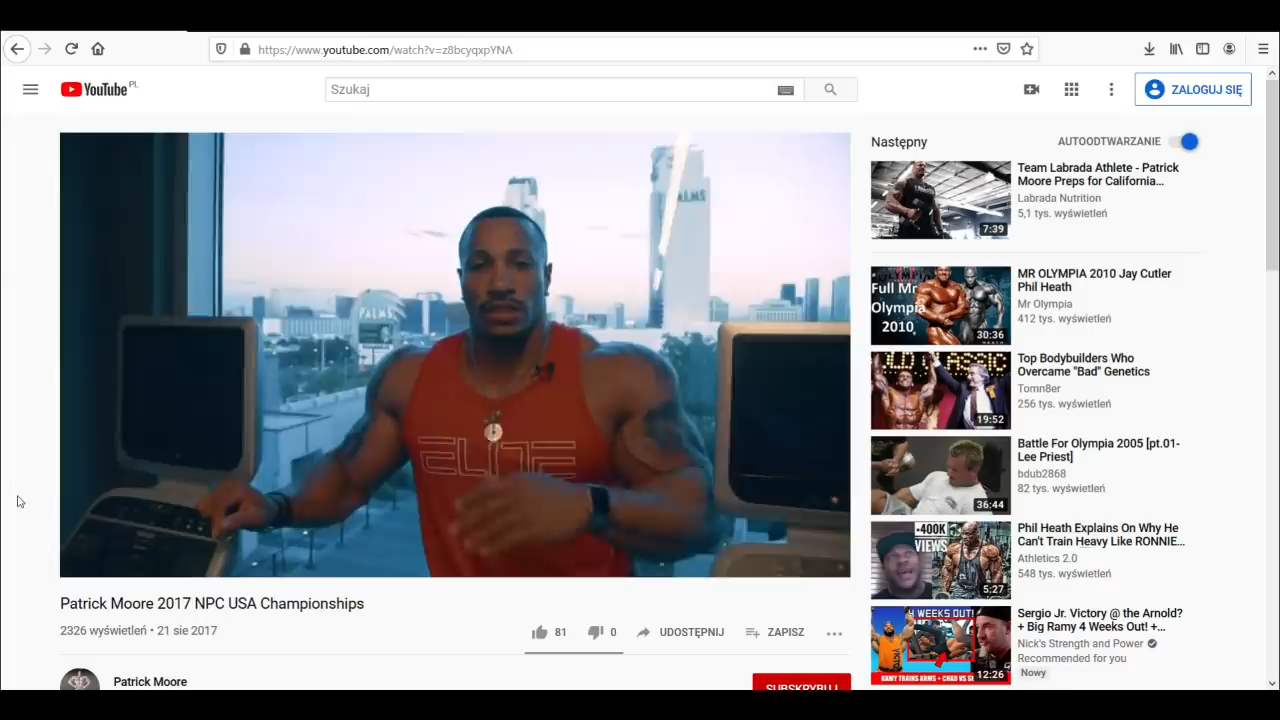 https://www.youtube.com/watch?v=z8bcyqxpYNA
YouTube PL
Szukaj
ZALOGUJ SIĘ
PALMS
PALMS
ELITE
Patrick Moore 2017 NPC USA Championships
2326 wyświetleń • 21 sie 2017
81
0
UDOSTĘPNIJ
ZAPISZ
Patrick Moore
SUBSKRYBUJ
Następny
AUTOODTWARZANIE
Team Labrada Athlete - Patrick
Moore Preps for California...
Labrada Nutrition
5,1 tys. wyświetleń
7:39
MR OLYMPIA 2010 Jay Cutler
Phil Heath
Mr Olympia
412 tys. wyświetleń
Full Mr
Olympia
2010
30:36
Top Bodybuilders Who
Overcame "Bad" Genetics
Tomn8er
256 tys. wyświetleń
19:52
Battle For Olympia 2005 [pt.01-
Lee Priest]
bdub2868
82 tys. wyświetleń
36:44
Phil Heath Explains On Why He
Can't Train Heavy Like RONNIE...
Athletics 2.0
548 tys. wyświetleń
+400K
VIEWS
5:27
Sergio Jr. Victory @ the Arnold?
+ Big Ramy 4 Weeks Out! +...
Nick's Strength and Power
Recommended for you
Nowy
WEEKS OUT!
12:26